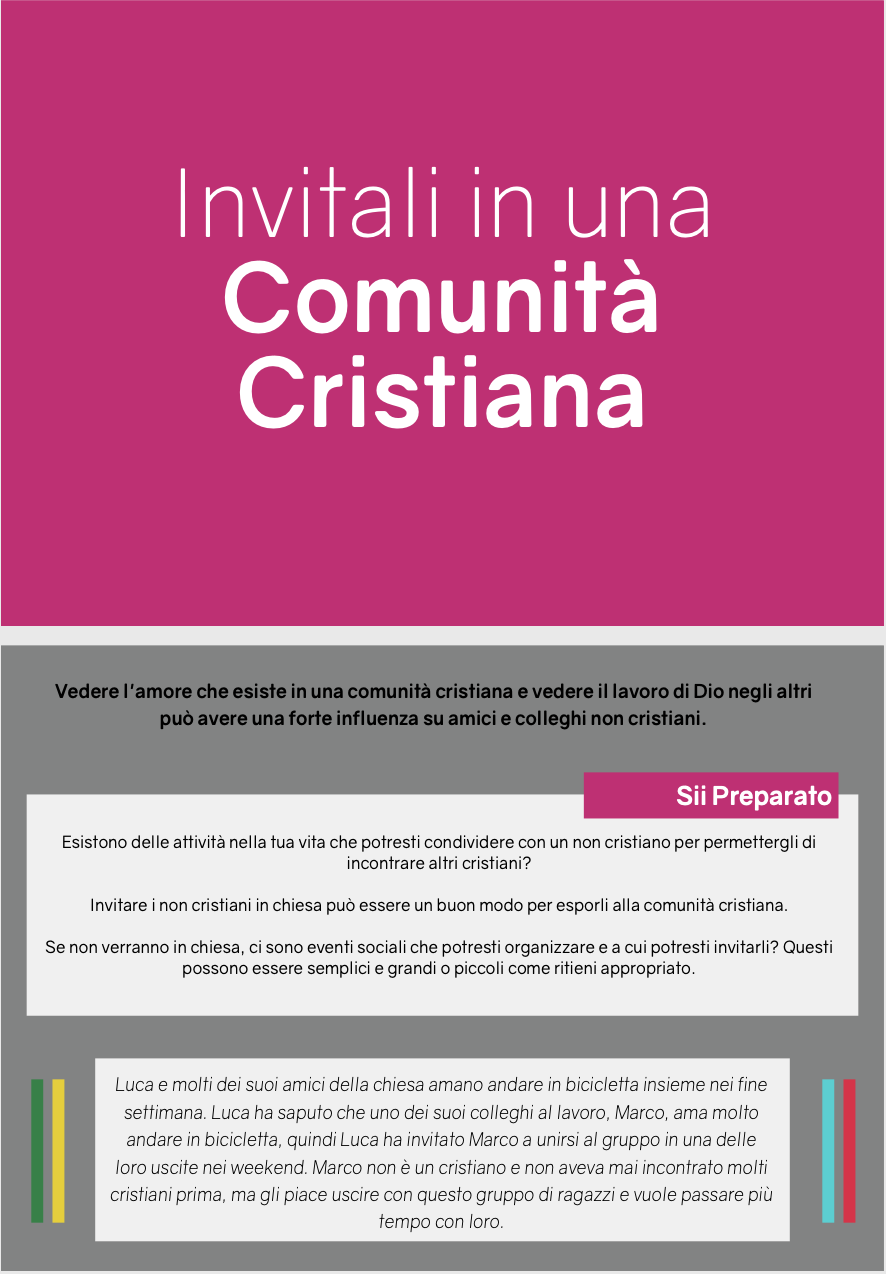 Invitali in una
Comunità
Cristiana
Vedere l'amore che esiste in una comunità cristiana e vedere il lavoro di Dio negli altri
può avere una forte influenza su amici e colleghi non cristiani.
Sii Preparato
Esistono delle attività nella tua vita che potresti condividere con un non cristiano per permettergli di
incontrare altri cristiani?
Invitare i non cristiani in chiesa può essere un buon modo per esporli alla comunità cristiana.
Se non verranno in chiesa, ci sono eventi sociali che potresti organizzare e a cui potresti invitarli? Questi
possono essere semplici e grandi o piccoli come ritieni appropriato.
Luca e molti dei suoi amici della chiesa amano andare in bicicletta insieme nei fine
settimana. Luca ha saputo che uno dei suoi colleghi al lavoro, Marco, ama molto
andare in bicicletta, quindi Luca ha invitato Marco a unirsi al gruppo in una delle
loro uscite nei weekend. Marco non è un cristiano e non aveva mai incontrato molti
cristiani prima, ma gli piace uscire con questo gruppo di ragazzi e vuole passare più
tempo con loro.